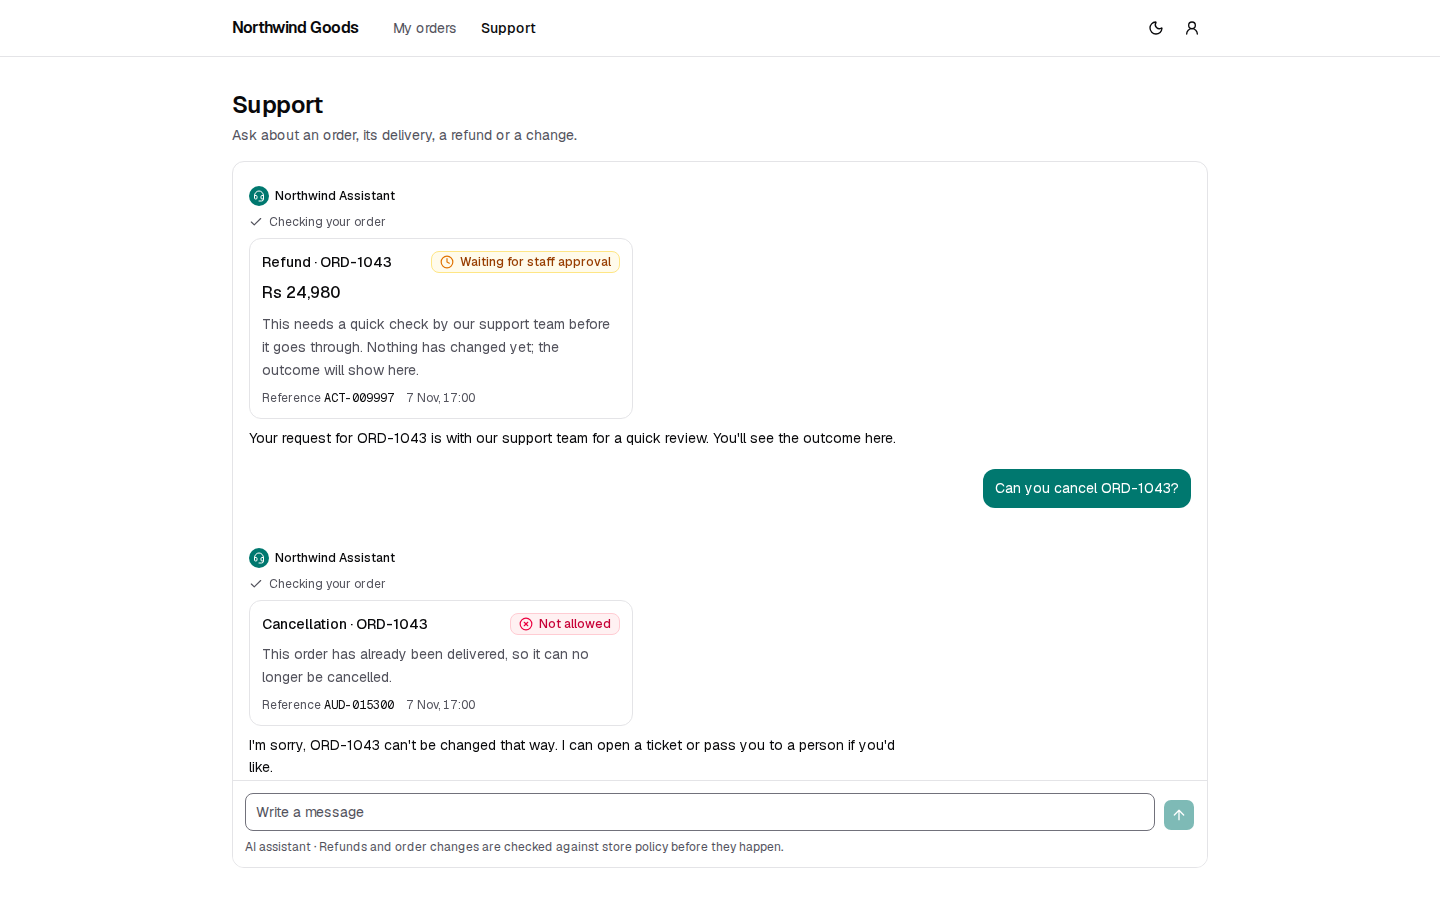 Northwind Goods My orders Support
Support
Ask about an order, its delivery, a refund or a change.
Northwind Assistant
Checking your order
Refund · ORD-1043 Waiting for staff approval
Rs 24,980
This needs a quick check by our support team before
it goes through. Nothing has changed yet; the
outcome will show here.
Reference ACT-009997 7 Nov, 17:00
Your request for ORD-1043 is with our support team for a quick review. You'll see the outcome here.
Can you cancel ORD-1043?
Northwind Assistant
Checking your order
Cancellation · ORD-1043 Not allowed
This order has already been delivered, so it can no
longer be cancelled.
Reference AUD-015300 7 Nov, 17:00
I'm sorry, ORD-1043 can't be changed that way. I can open a ticket or pass you to a person if you'd
like.
Write a message
AI assistant · Refunds and order changes are checked against store policy before they happen.